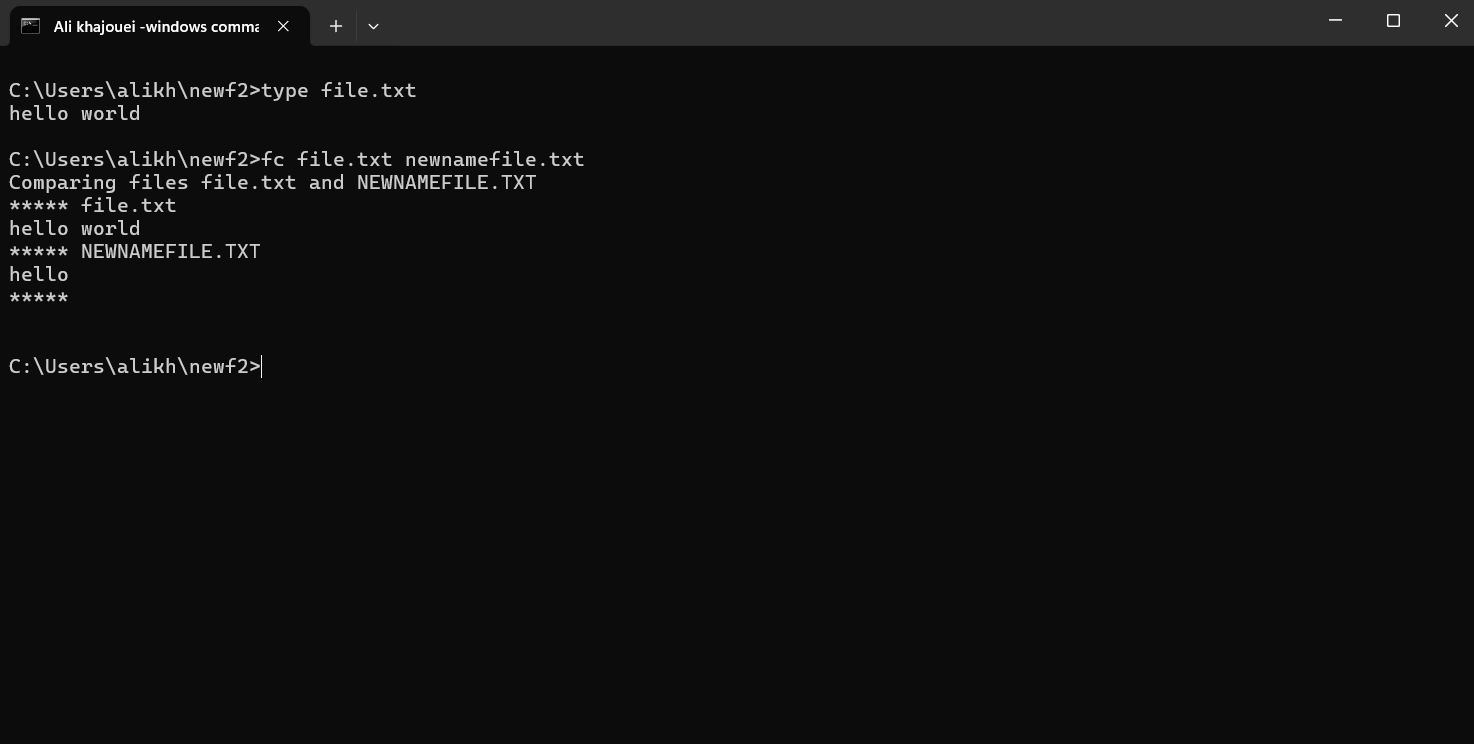 Ali khajouei -windows comma
C:\Users\alikh\newf2>type file.txt
hello world
C:\Users\alikh\newf2>fc file.txt newnamefile.txt
Comparing files file.txt and NEWNAMEFILE.TXT
***** file.txt
hello world
***** NEWNAMEFILE.TXT
hello
*****
C:\Users\alikh\newf2>